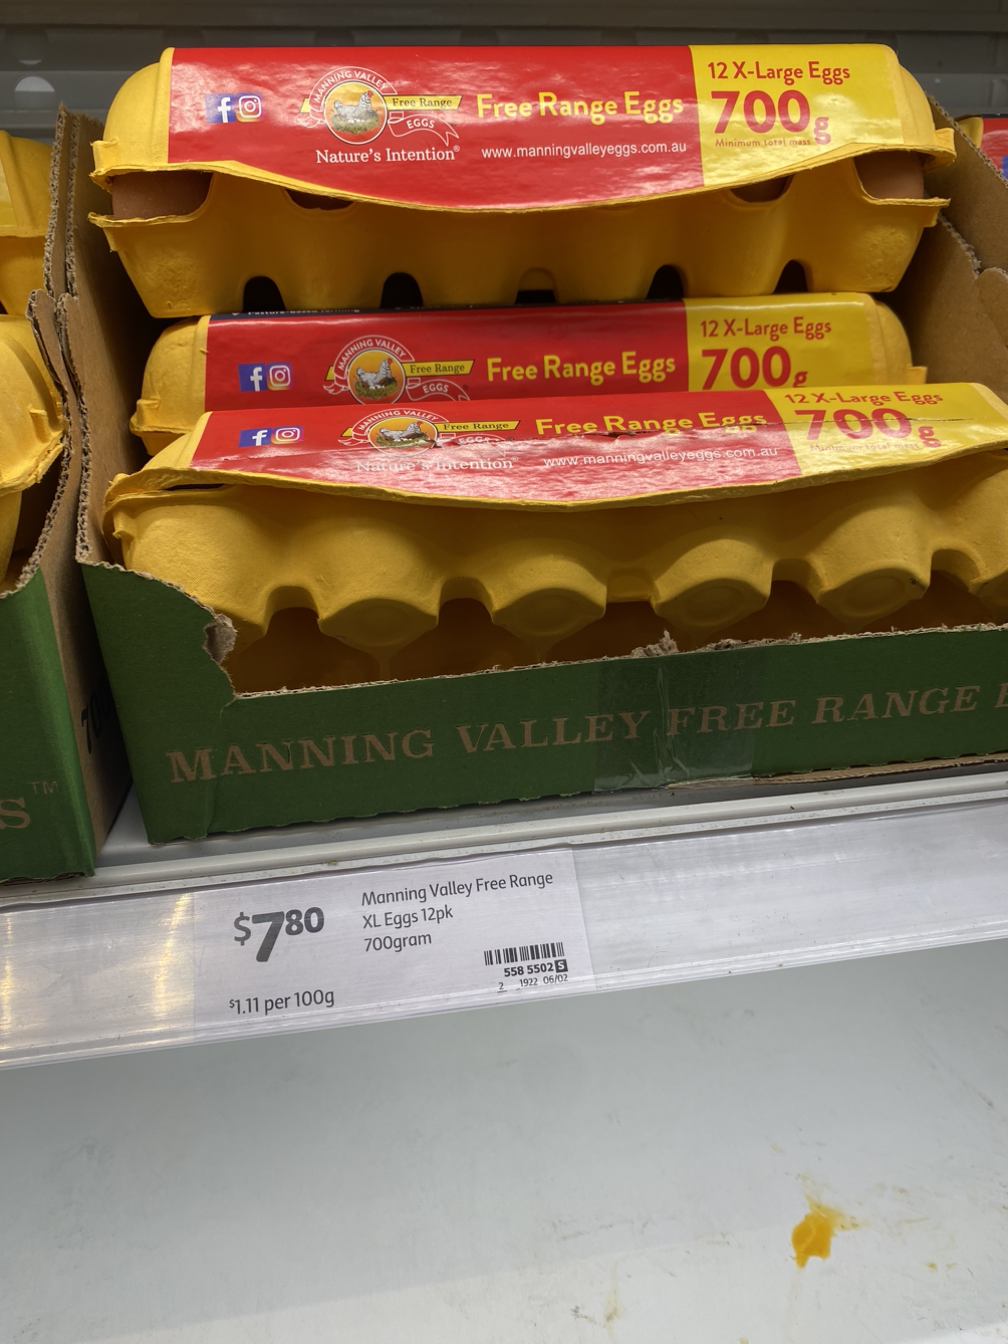 MANNING VALLEY
Free Range
EGGS
Nature's Intention®
Free Range Eggs
www.manningvalleyeggs.com.au
12 X-Large Eggs
700g
Minimum total mass
MANNING VALLEY
Free Range
EGGS
Free Range Eggs
12 X-Large Eggs
700g
MANNING VALLEY
Free Range
EGGS
Nature's Intention®
Free Range Eggs
www.manningvalleyeggs.com.au
12 X-Large Eggs
700g
MANNING VALLEY FREE RANGE
S™
$780
Manning Valley Free Range
XL Eggs 12pk
700gram
558 5502 S
2 1922 06/02
$1.11 per 100g